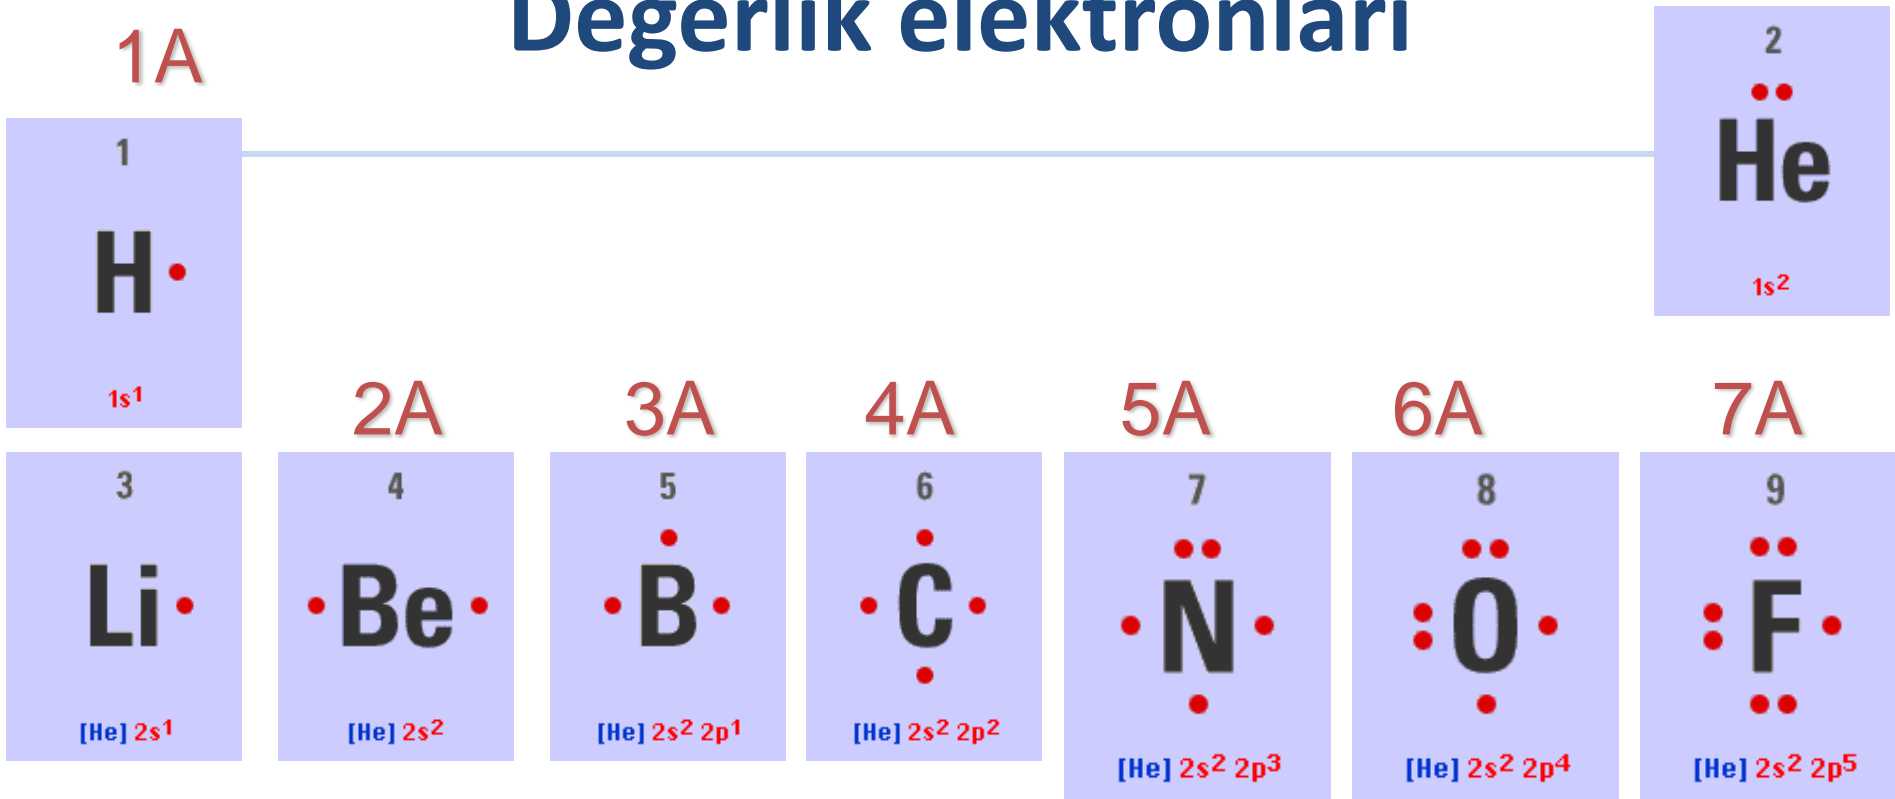 Değerlik elektronları
1A
2
He
1s²
1
H
1s¹
2A 3A 4A 5A 6A 7A
3
Li
[He] 2s¹
4
Be
[He] 2s²
5
B
[He] 2s² 2p¹
6
C
[He] 2s² 2p²
7
N
[He] 2s² 2p³
8
O
[He] 2s² 2p⁴
9
F
[He] 2s² 2p⁵